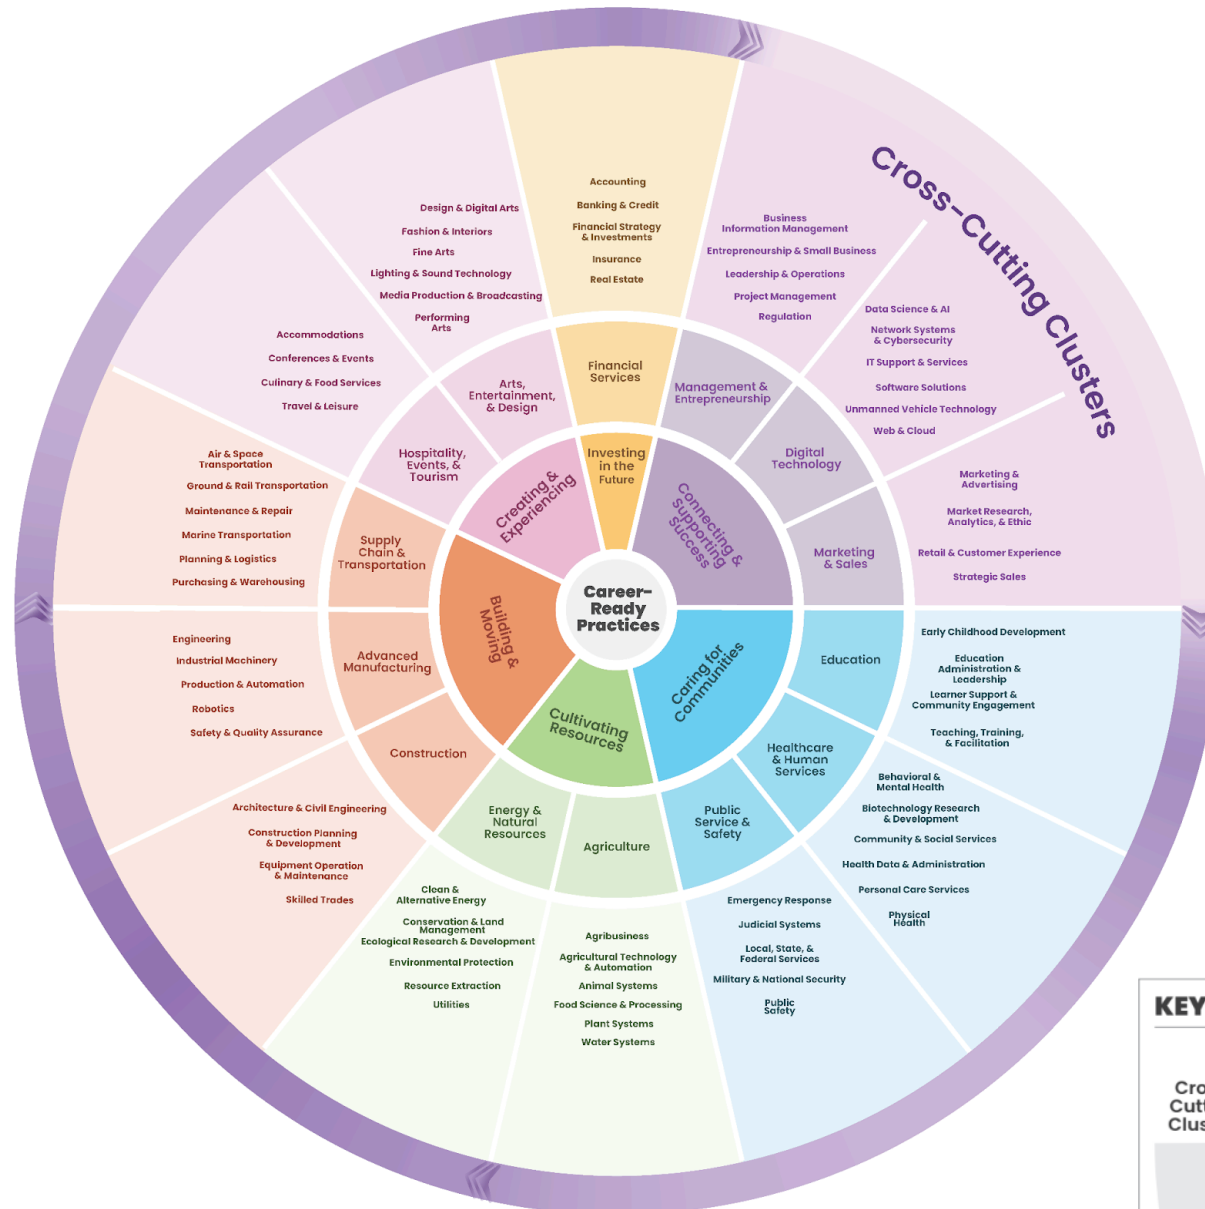 Cross-Cutting Clusters
Career-
Ready
Practices
Investing
in the
Future
Financial
Services
Accounting
Banking & Credit
Financial Strategy
& Investments
Insurance
Real Estate
Connecting &
Supporting
Success
Management &
Entrepreneurship
Business
Information Management
Entrepreneurship & Small Business
Leadership & Operations
Project Management
Regulation
Digital
Technology
Data Science & AI
Network Systems
& Cybersecurity
IT Support & Services
Software Solutions
Unmanned Vehicle Technology
Web & Cloud
Marketing
& Sales
Marketing &
Advertising
Market Research,
Analytics, & Ethic
Retail & Customer Experience
Strategic Sales
Caring for
Communities
Education
Early Childhood Development
Education
Administration &
Leadership
Learner Support &
Community Engagement
Teaching, Training,
& Facilitation
Healthcare
& Human
Services
Behavioral &
Mental Health
Biotechnology Research
& Development
Community & Social Services
Health Data & Administration
Personal Care Services
Physical
Health
Public
Service &
Safety
Emergency Response
Judicial Systems
Local, State, &
Federal Services
Military & National Security
Public
Safety
Cultivating
Resources
Agriculture
Agribusiness
Agricultural Technology
& Automation
Animal Systems
Food Science & Processing
Plant Systems
Water Systems
Energy &
Natural
Resources
Clean &
Alternative Energy
Conservation & Land
Management
Ecological Research & Development
Environmental Protection
Resource Extraction
Utilities
Building &
Moving
Construction
Architecture & Civil Engineering
Construction Planning
& Development
Equipment Operation
& Maintenance
Skilled Trades
Advanced
Manufacturing
Engineering
Industrial Machinery
Production & Automation
Robotics
Safety & Quality Assurance
Supply
Chain &
Transportation
Air & Space
Transportation
Ground & Rail Transportation
Maintenance & Repair
Marine Transportation
Planning & Logistics
Purchasing & Warehousing
Creating &
Experiencing
Hospitality,
Events, &
Tourism
Accommodations
Conferences & Events
Culinary & Food Services
Travel & Leisure
Arts,
Entertainment,
& Design
Design & Digital Arts
Fashion & Interiors
Fine Arts
Lighting & Sound Technology
Media Production & Broadcasting
Performing
Arts
KEY
Cro
Cut
Clus